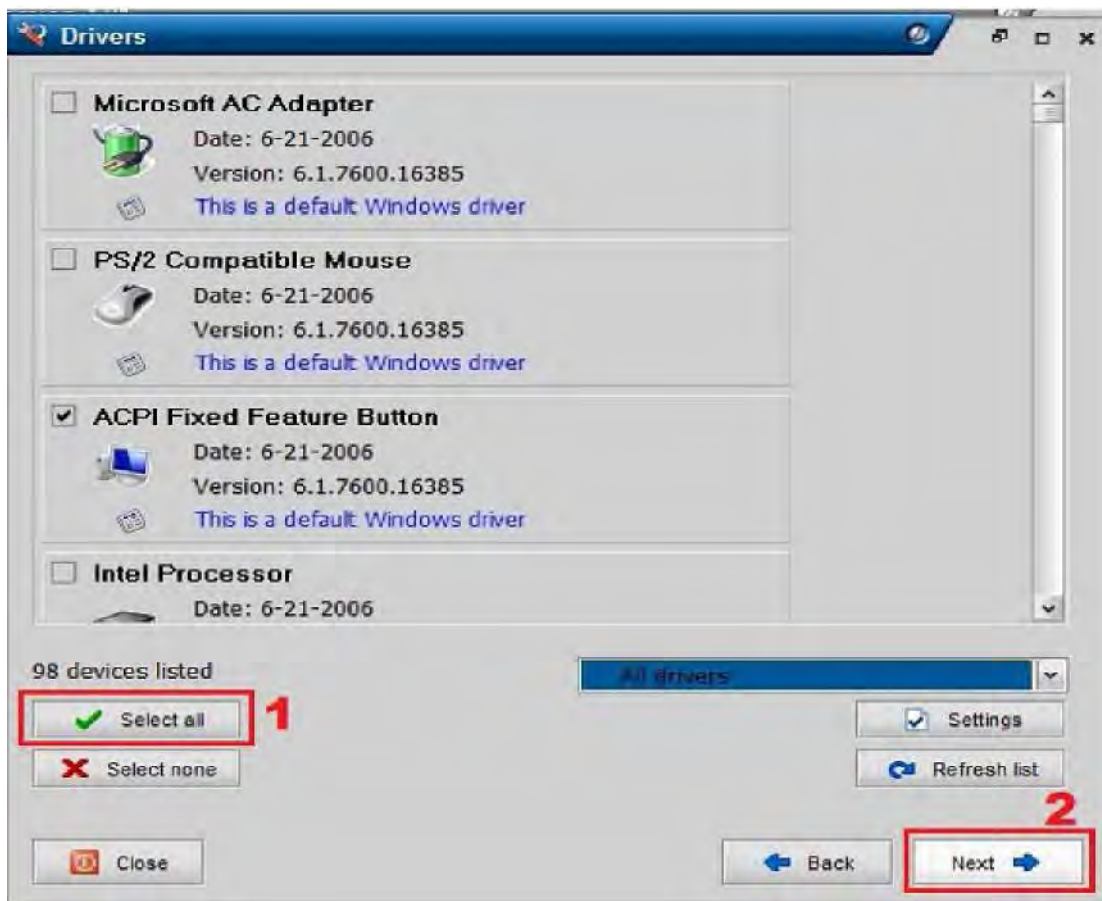 Drivers
Microsoft AC Adapter
Date: 6-21-2006
Version: 6.1.7600.16385
This is a default Windows driver
PS/2 Compatible Mouse
Date: 6-21-2006
Version: 6.1.7600.16385
This is a default Windows driver
ACPI Fixed Feature Button
Date: 6-21-2006
Version: 6.1.7600.16385
This is a default Windows driver
Intel Processor
Date: 6-21-2006
98 devices listed
All drivers
Select all
1
Settings
Select none
Refresh list
2
Close
Back
Next